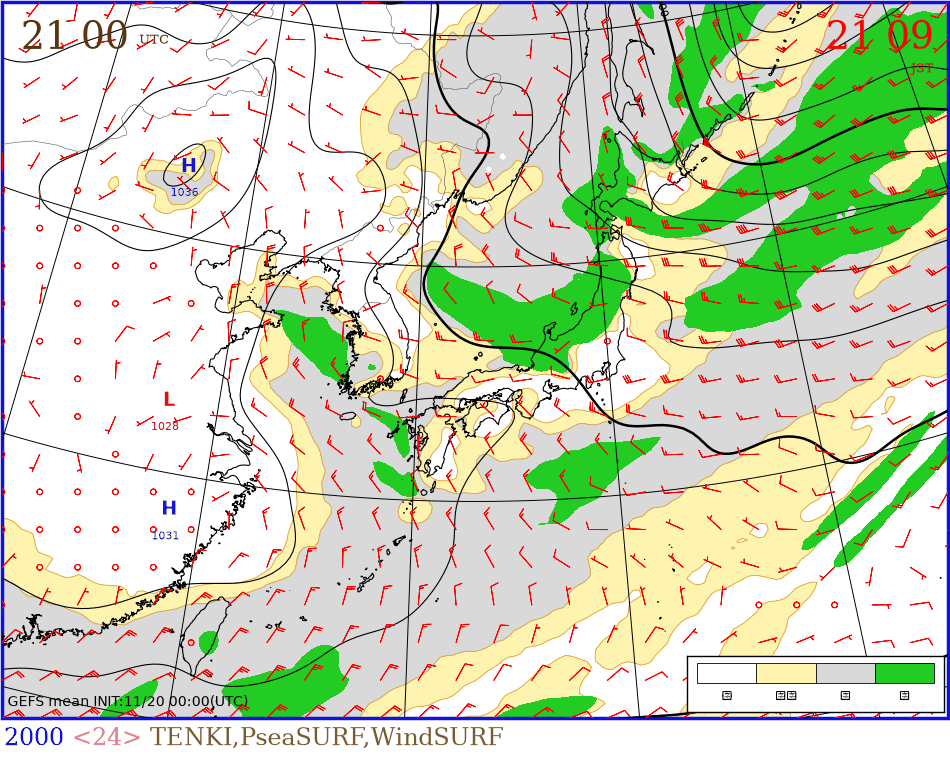 21 00 UTC
21 09 JST
H
1036
L
1028
H
1031
GEFS mean INIT:11/20 00:00(UTC)
2000 <24> TENKI,PseaSURF,WindSURF